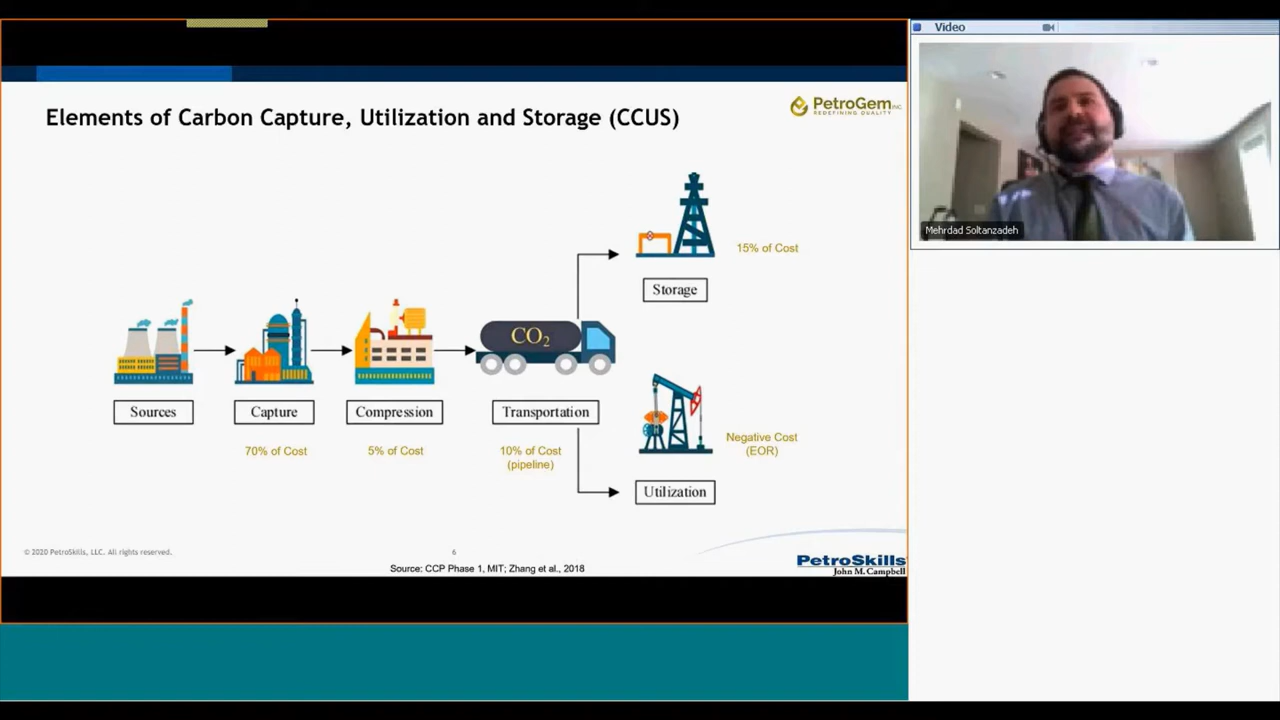 Elements of Carbon Capture, Utilization and Storage (CCUS)
PetroGem INC
REDEFINING QUALITY
Video
Mehrdad Soltanzadeh
15% of Cost
Storage
CO₂
Sources
Capture
Compression
Transportation
70% of Cost
5% of Cost
10% of Cost
(pipeline)
Negative Cost
(EOR)
Utilization
© 2020 PetroSkills, LLC. All rights reserved.
6
Source: CCP Phase 1, MIT; Zhang et al., 2018
PetroSkills
John M. Campbell